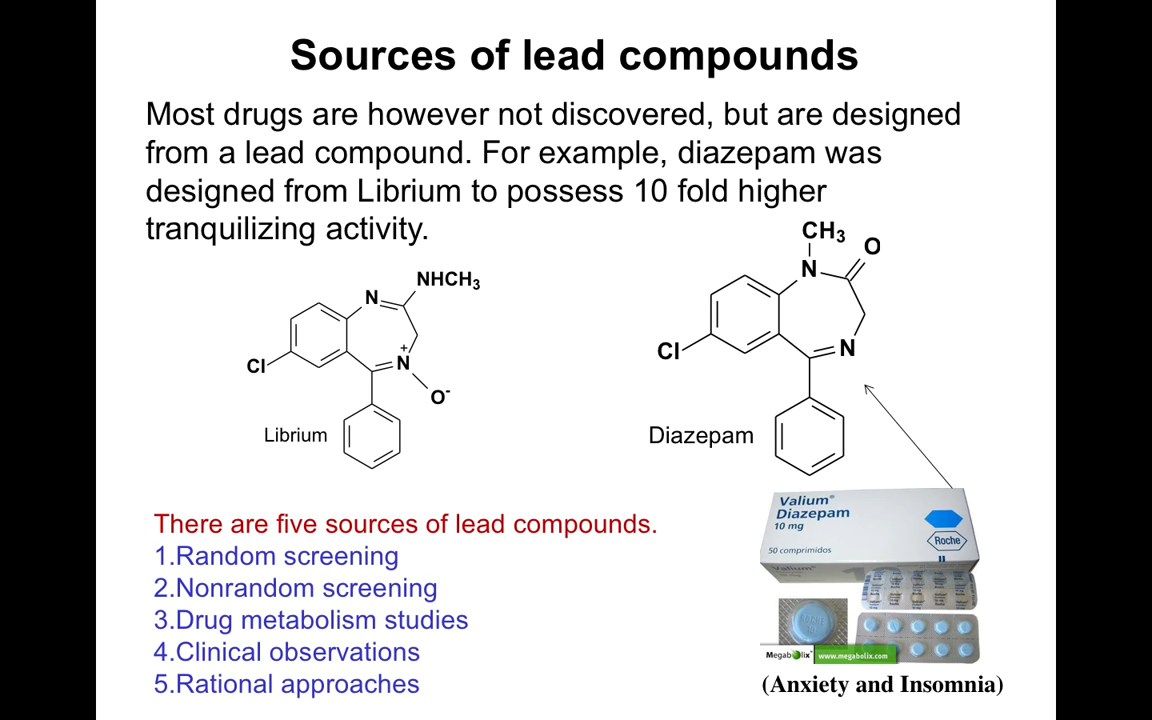 Sources of lead compounds
Most drugs are however not discovered, but are designed
from a lead compound. For example, diazepam was
designed from Librium to possess 10 fold higher
tranquilizing activity.
CH3
O
N
N
Cl
Diazepam
NHCH3
N
+
N
O-
Cl
Librium
There are five sources of lead compounds.
1.Random screening
2.Nonrandom screening
3.Drug metabolism studies
4.Clinical observations
5.Rational approaches
Valium®
Diazepam
10 mg
50 comprimidos
Roche
Valium®
ROCHE
Megabolix
www.megabolix.com
(Anxiety and Insomnia)